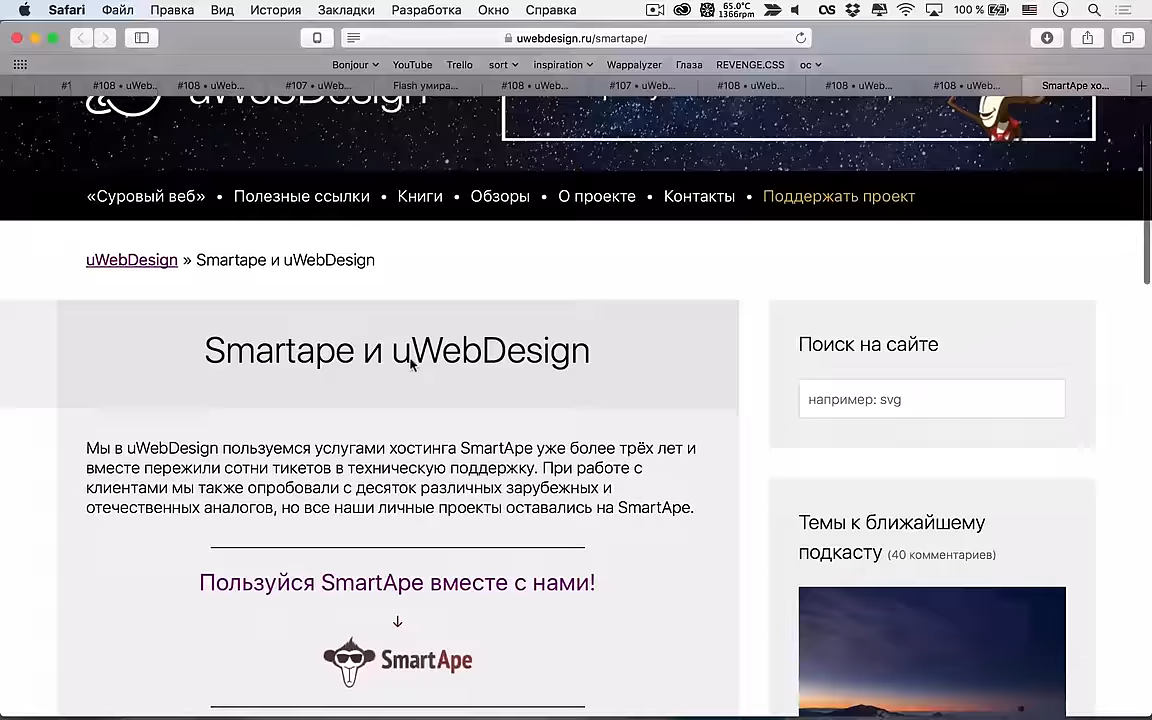 Safari Файл Правка Вид История Закладки Разработка Окно Справка 65.0°C 1366rpm 100 %
uwebdesign.ru/smartape/
Bonjour YouTube Trello sort inspiration Wappalyzer Глаза REVENGE.CSS ос
#1 #108 • uWeb.. #108 • uWeb... #107 • uWeb... Flash умира... #108 • uWeb... #107 • uWeb... #108 • uWeb... #108 • uWeb... #108 • uWeb... SmartApe хо...
uWebDesign
«Суровый веб» • Полезные ссылки • Книги • Обзоры • О проекте • Контакты • Поддержать проект
uWebDesign » Smartape и uWebDesign
Smartape и uWebDesign
Мы в uWebDesign пользуемся услугами хостинга SmartApe уже более трёх лет и
вместе пережили сотни тикетов в техническую поддержку. При работе с
клиентами мы также опробовали с десяток различных зарубежных и
отечественных аналогов, но все наши личные проекты оставались на SmartApe.
Пользуйся SmartApe вместе с нами!
↓
SmartApe
Поиск на сайте
например: svg
Темы к ближайшему
подкасту (40 комментариев)